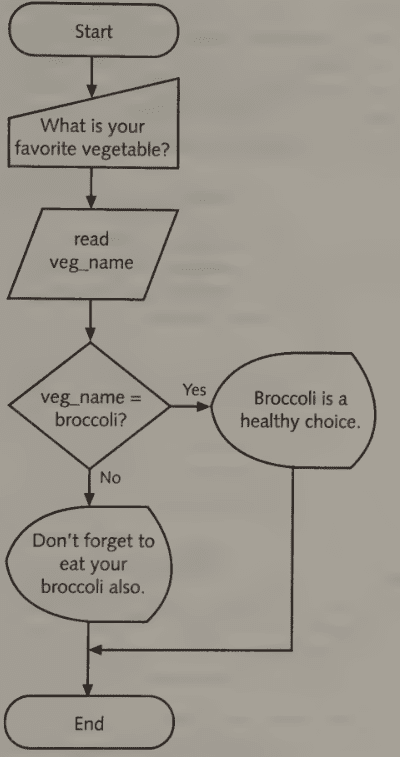 Start
What is your
favorite vegetable?
read
veg_name
veg_name =
broccoli?
Yes
Broccoli is a
healthy choice.
No
Don't forget to
eat your
broccoli also.
End